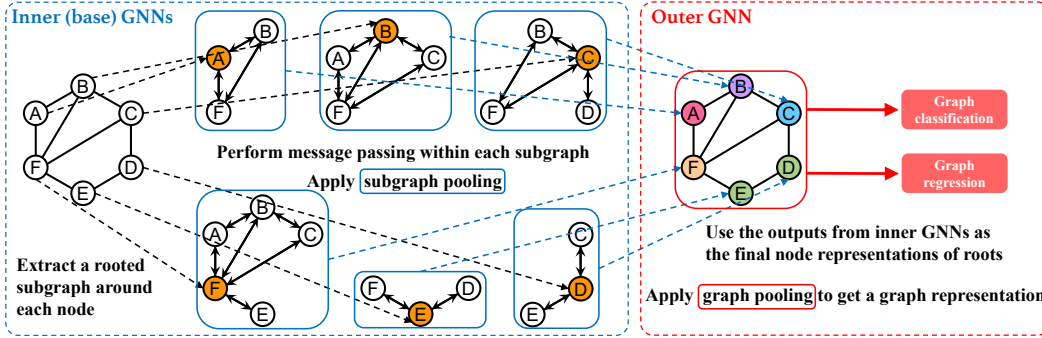 Inner (base) GNNs
Outer GNN
B
A
C
F
D
E
B
A
F
B
A
C
F
B
C
F
D
Perform message passing within each subgraph
Apply subgraph pooling
B
A
C
F
E
F
D
E
C
D
E
Extract a rooted
subgraph around
each node
B
A
C
F
D
E
Graph
classification
Graph
regression
Use the outputs from inner GNNs as
the final node representations of roots
Apply graph pooling to get a graph representation